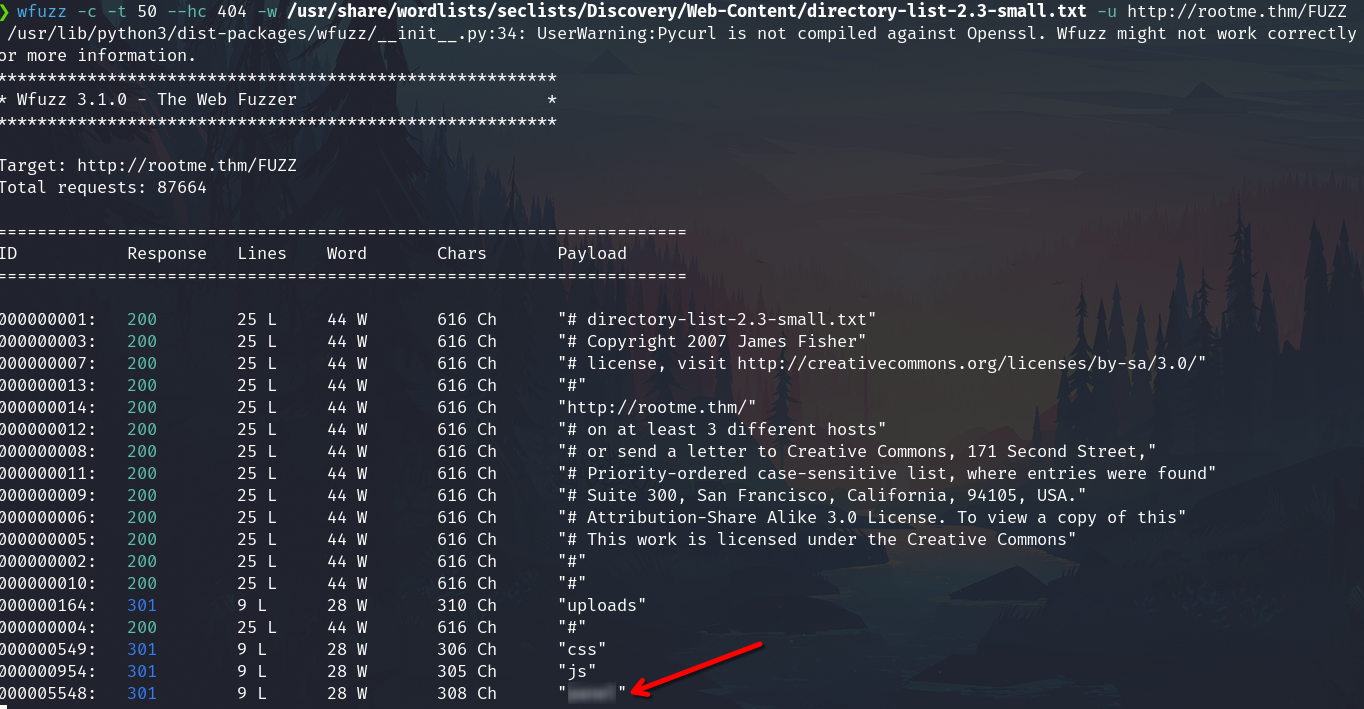 ❯ wfuzz -c -t 50 --hc 404 -w /usr/share/wordlists/seclists/Discovery/Web-Content/directory-list-2.3-small.txt -u http://rootme.thm/FUZZ
/usr/lib/python3/dist-packages/wfuzz/__init__.py:34: UserWarning:Pycurl is not compiled against Openssl. Wfuzz might not work correctly
or more information.
********************************************************
* Wfuzz 3.1.0 - The Web Fuzzer                         *
********************************************************
Target: http://rootme.thm/FUZZ
Total requests: 87664
=====================================================================
ID           Response   Lines    Word       Chars       Payload
=====================================================================
000000001:   200        25 L     44 W       616 Ch      "# directory-list-2.3-small.txt"
000000003:   200        25 L     44 W       616 Ch      "# Copyright 2007 James Fisher"
000000007:   200        25 L     44 W       616 Ch      "# license, visit http://creativecommons.org/licenses/by-sa/3.0/"
000000013:   200        25 L     44 W       616 Ch      "#"
000000014:   200        25 L     44 W       616 Ch      "http://rootme.thm/"
000000012:   200        25 L     44 W       616 Ch      "# on at least 3 different hosts"
000000008:   200        25 L     44 W       616 Ch      "# or send a letter to Creative Commons, 171 Second Street,"
000000011:   200        25 L     44 W       616 Ch      "# Priority-ordered case-sensitive list, where entries were found"
000000009:   200        25 L     44 W       616 Ch      "# Suite 300, San Francisco, California, 94105, USA."
000000006:   200        25 L     44 W       616 Ch      "# Attribution-Share Alike 3.0 License. To view a copy of this"
000000005:   200        25 L     44 W       616 Ch      "# This work is licensed under the Creative Commons"
000000002:   200        25 L     44 W       616 Ch      "#"
000000010:   200        25 L     44 W       616 Ch      "#"
000000164:   301        9 L      28 W       310 Ch      "uploads"
000000004:   200        25 L     44 W       616 Ch      "#"
000000549:   301        9 L      28 W       306 Ch      "css"
000000954:   301        9 L      28 W       305 Ch      "js"
000005548:   301        9 L      28 W       308 Ch      "     "